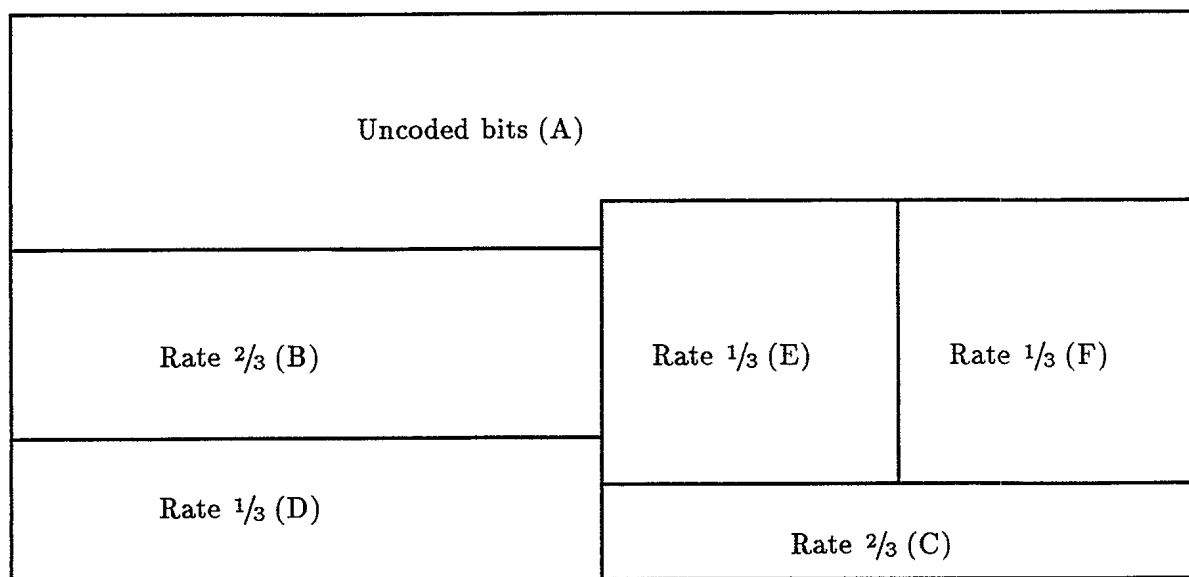 Uncoded bits (A)
Rate 2/3 (B)
Rate 1/3 (E)
Rate 1/3 (F)
Rate 1/3 (D)
Rate 2/3 (C)